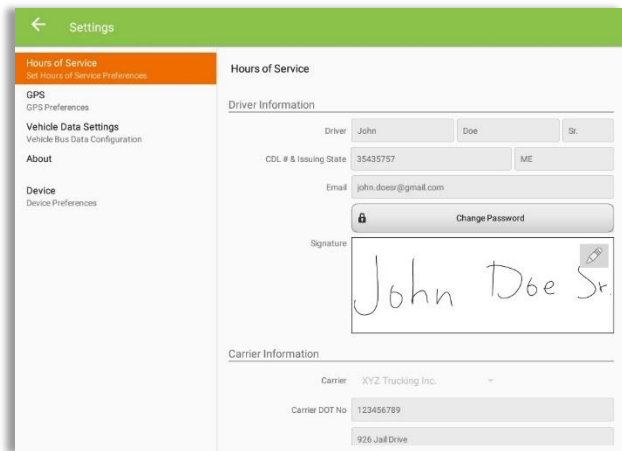 Settings
Hours of Service
Set Hours of Service Preferences
GPS
GPS Preferences
Vehicle Data Settings
Vehicle Bus Data Configuration
About
Device
Device Preferences
Hours of Service
Driver Information
Driver John Doe Sr.
CDL # & Issuing State 35435757 ME
Email john.doesr@gmail.com
Change Password
Signature
John Doe Sr.
Carrier Information
Carrier XYZ Trucking Inc.
Carrier DOT No 123456789
926 Jail Drive